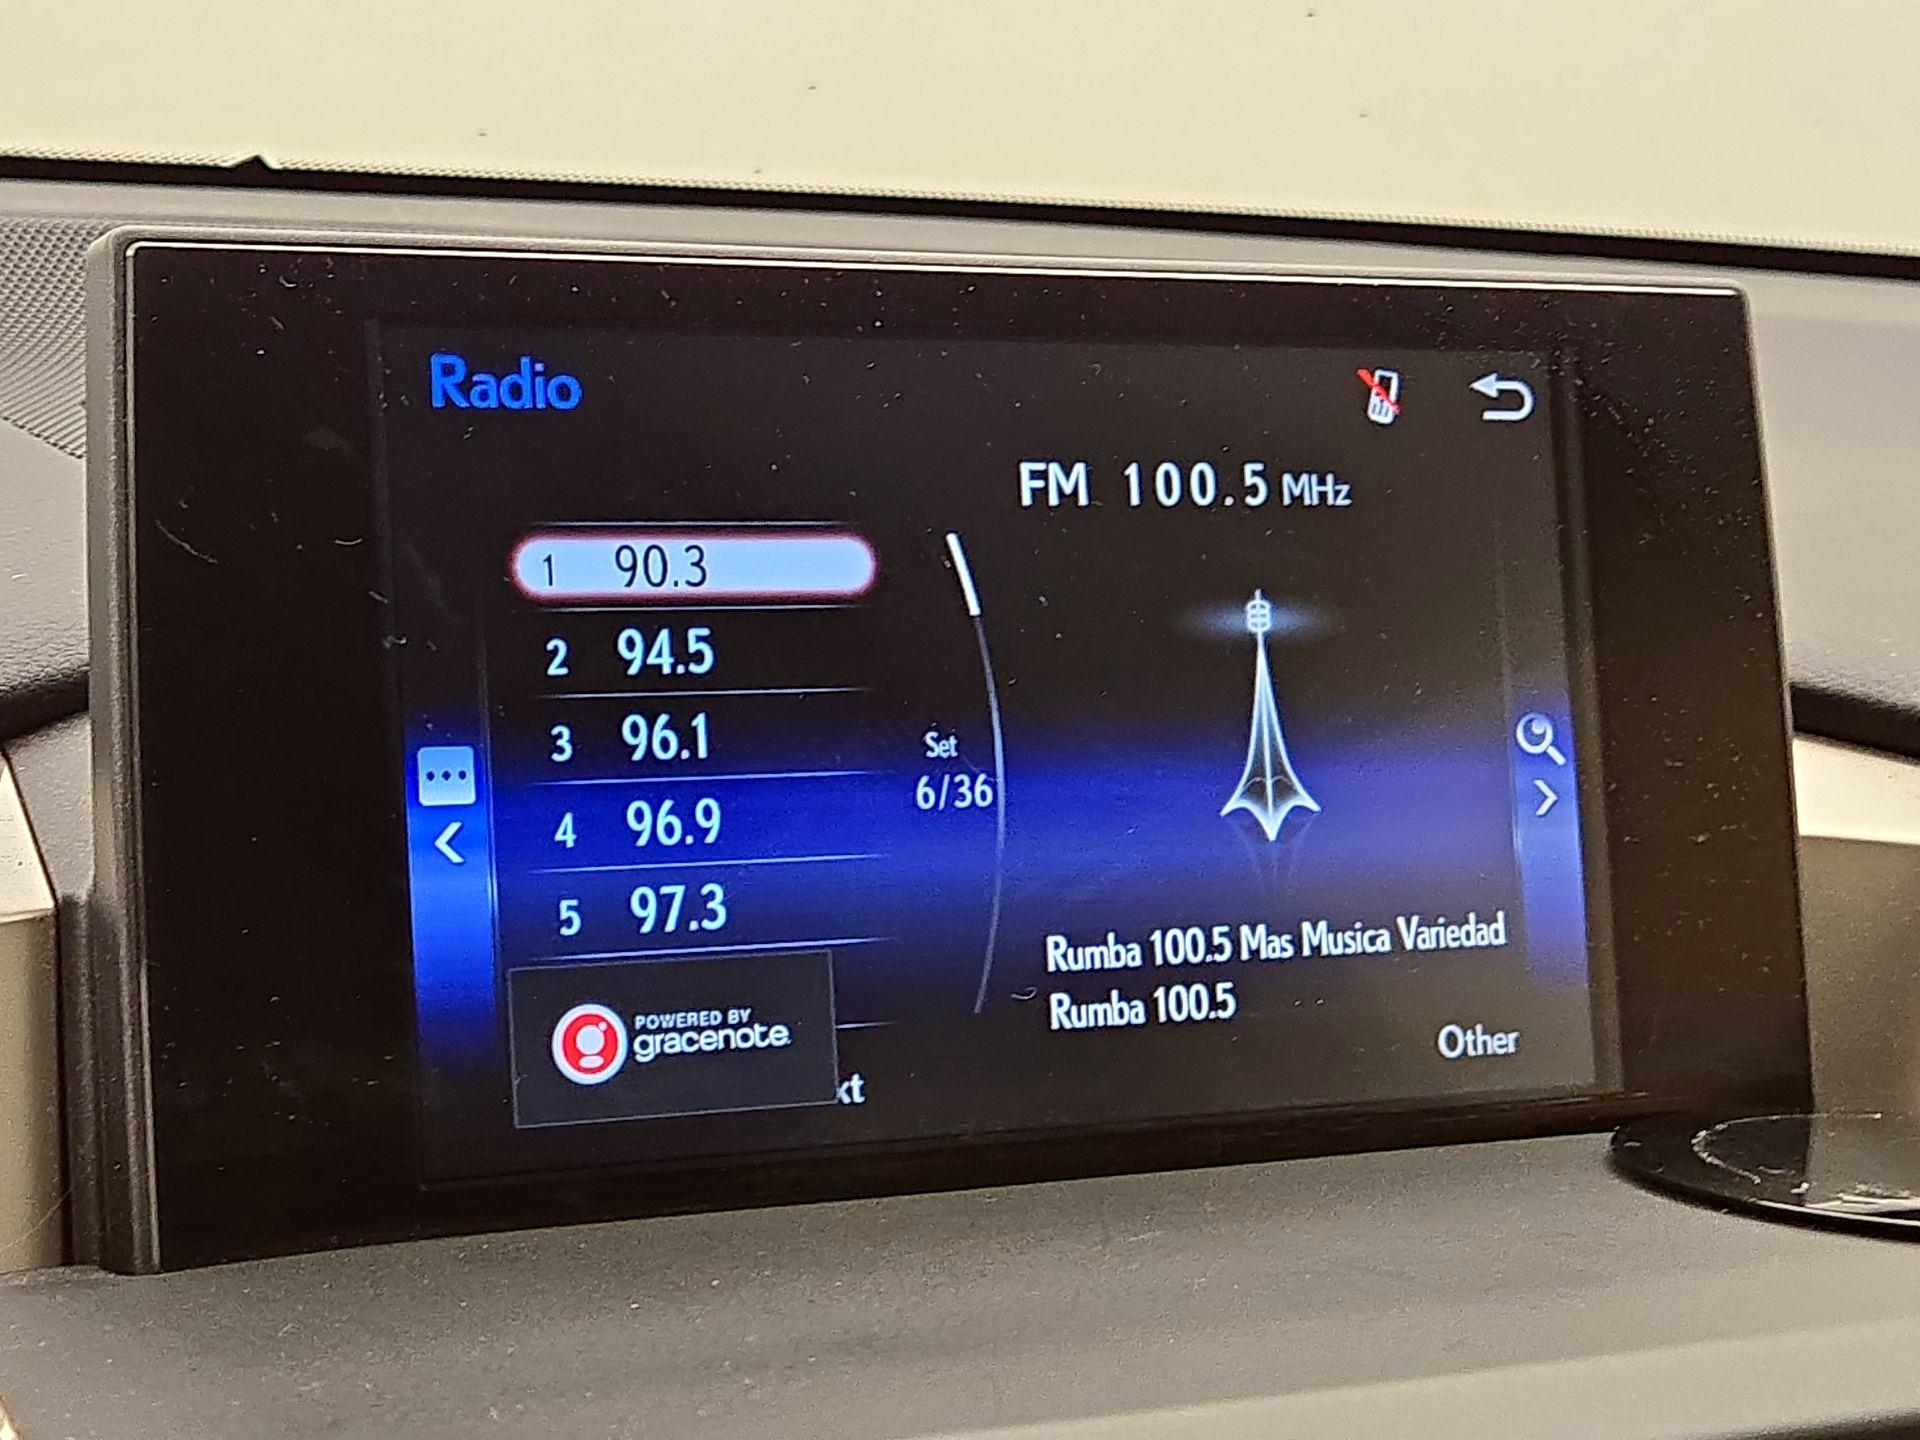 Radio
FM 100.5 MHz
1 90.3
2 94.5
3 96.1
4 96.9
5 97.3
Set
6/36
Rumba 100.5 Mas Musica Variedad
Rumba 100.5
Other
POWERED BY
gracenote.
xt